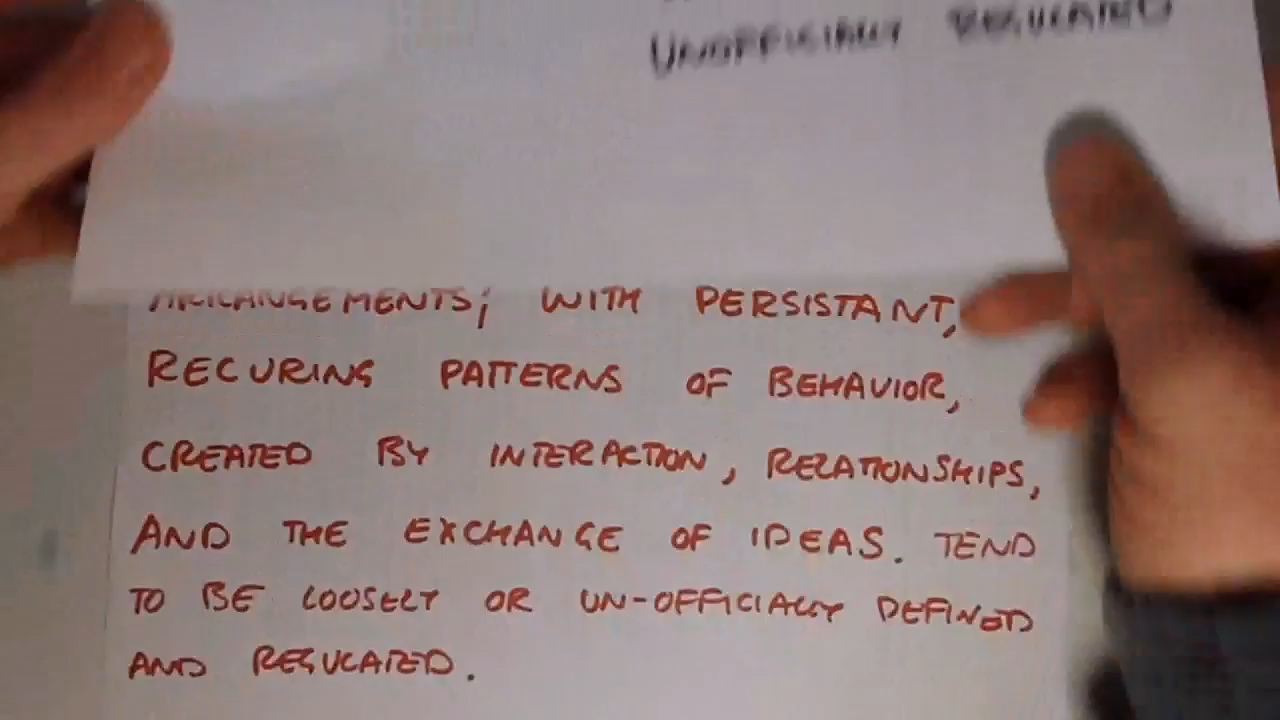 UNOFFICIALLY REGULATED
ARRANGEMENTS; WITH PERSISTANT,
RECURING PATTERNS OF BEHAVIOR,
CREATED BY INTERACTION, RELATIONSHIPS,
AND THE EXCHANGE OF IDEAS. TEND
TO BE LOOSELY OR UN-OFFICIALLY DEFINED
AND REGULATED.